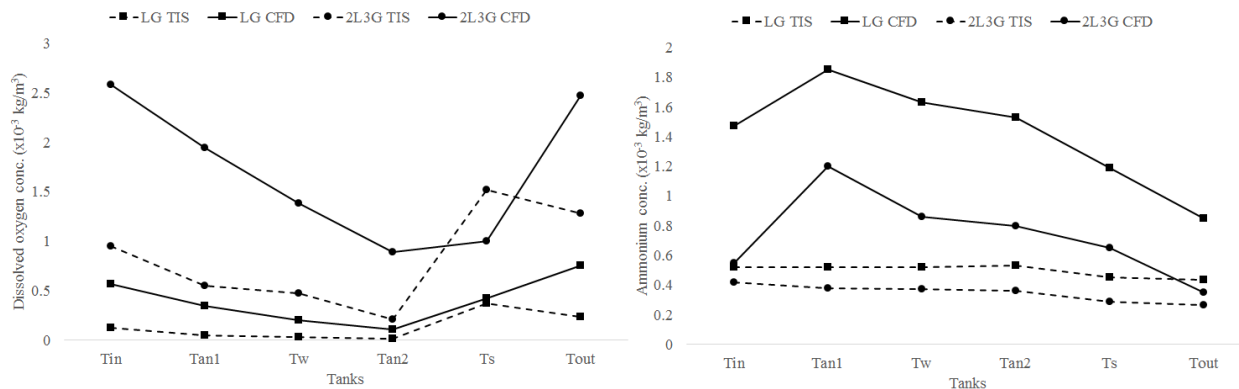 LG TIS LG CFD 2L3G TIS 2L3G CFD
Dissolved oxygen conc. (x10⁻³ kg/m³)
3
2.5
2
1.5
1
0.5
0
Tin Tan1 Tw Tan2 Ts Tout
Tanks
LG TIS LG CFD 2L3G TIS 2L3G CFD
Ammonium conc. (x10⁻³ kg/m³)
2
1.8
1.6
1.4
1.2
1
0.8
0.6
0.4
0.2
0
Tin Tan1 Tw Tan2 Ts Tout
Tanks